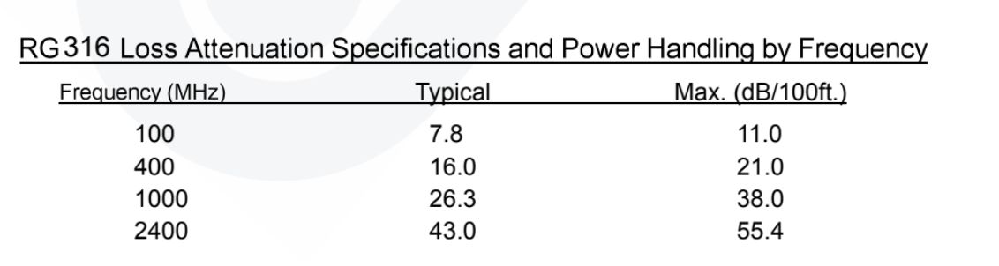 RG316 Loss Attenuation Specifications and Power Handling by Frequency
Frequency (MHz) Typical Max. (dB/100ft.)
100 7.8 11.0
400 16.0 21.0
1000 26.3 38.0
2400 43.0 55.4